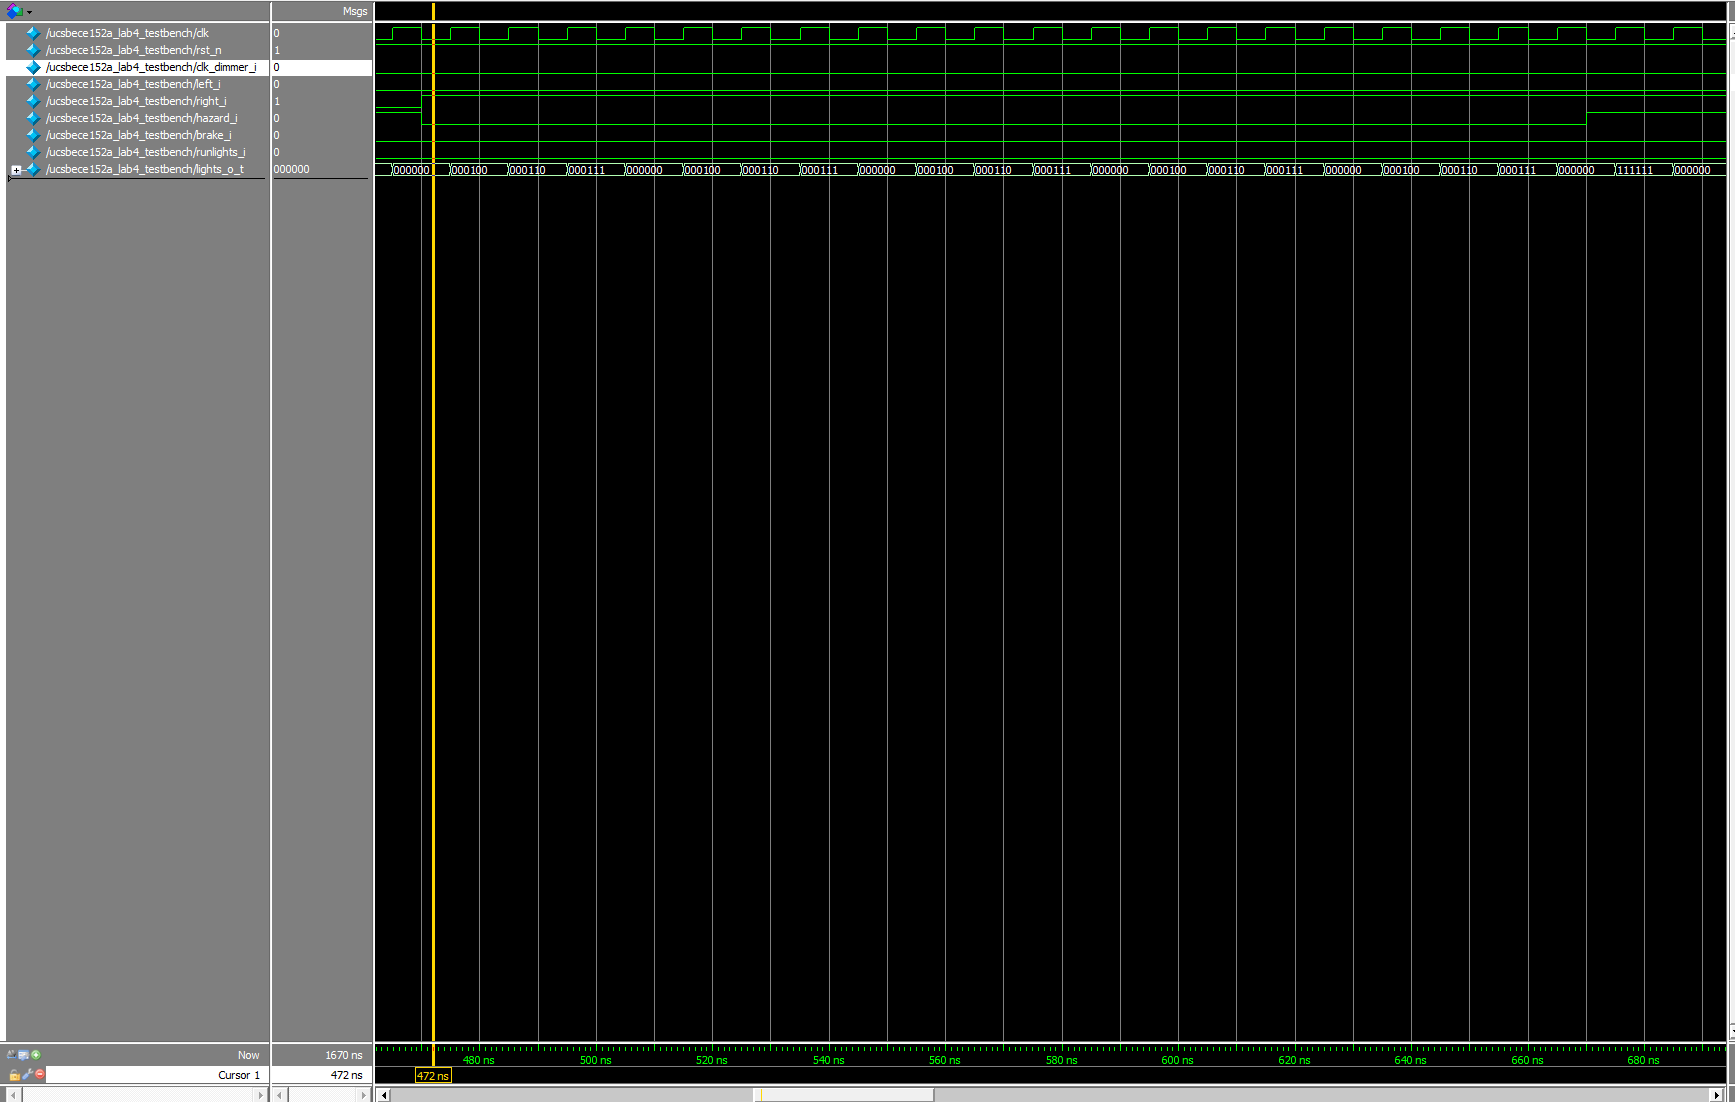 Msgs
/ucsbece152a_lab4_testbench/clk 0
/ucsbece152a_lab4_testbench/rst_n 1
/ucsbece152a_lab4_testbench/clk_dimmer_i 0
/ucsbece152a_lab4_testbench/left_i 0
/ucsbece152a_lab4_testbench/right_i 1
/ucsbece152a_lab4_testbench/hazard_i 0
/ucsbece152a_lab4_testbench/brake_i 0
/ucsbece152a_lab4_testbench/runlights_i 0
/ucsbece152a_lab4_testbench/lights_o_t 000000 000000 000100 000110 000111 000000 000100 000110 000111 000000 000100 000110 000111 000000 000100 000110 000111 000000 000100 000110 000111 000000 111111 000000
Now 1670 ns 480 ns 500 ns 520 ns 540 ns 560 ns 580 ns 600 ns 620 ns 640 ns 660 ns 680 ns
Cursor 1 472 ns 472 ns